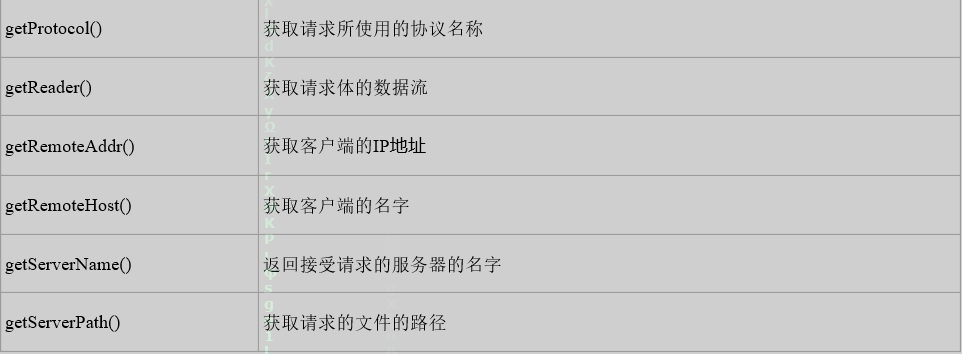 getProtocol() 获取请求所使用的协议名称
getReader() 获取请求体的数据流
getRemoteAddr() 获取客户端的IP地址
getRemoteHost() 获取客户端的名字
getServerName() 返回接受请求的服务器的名字
getServerPath() 获取请求的文件的路径